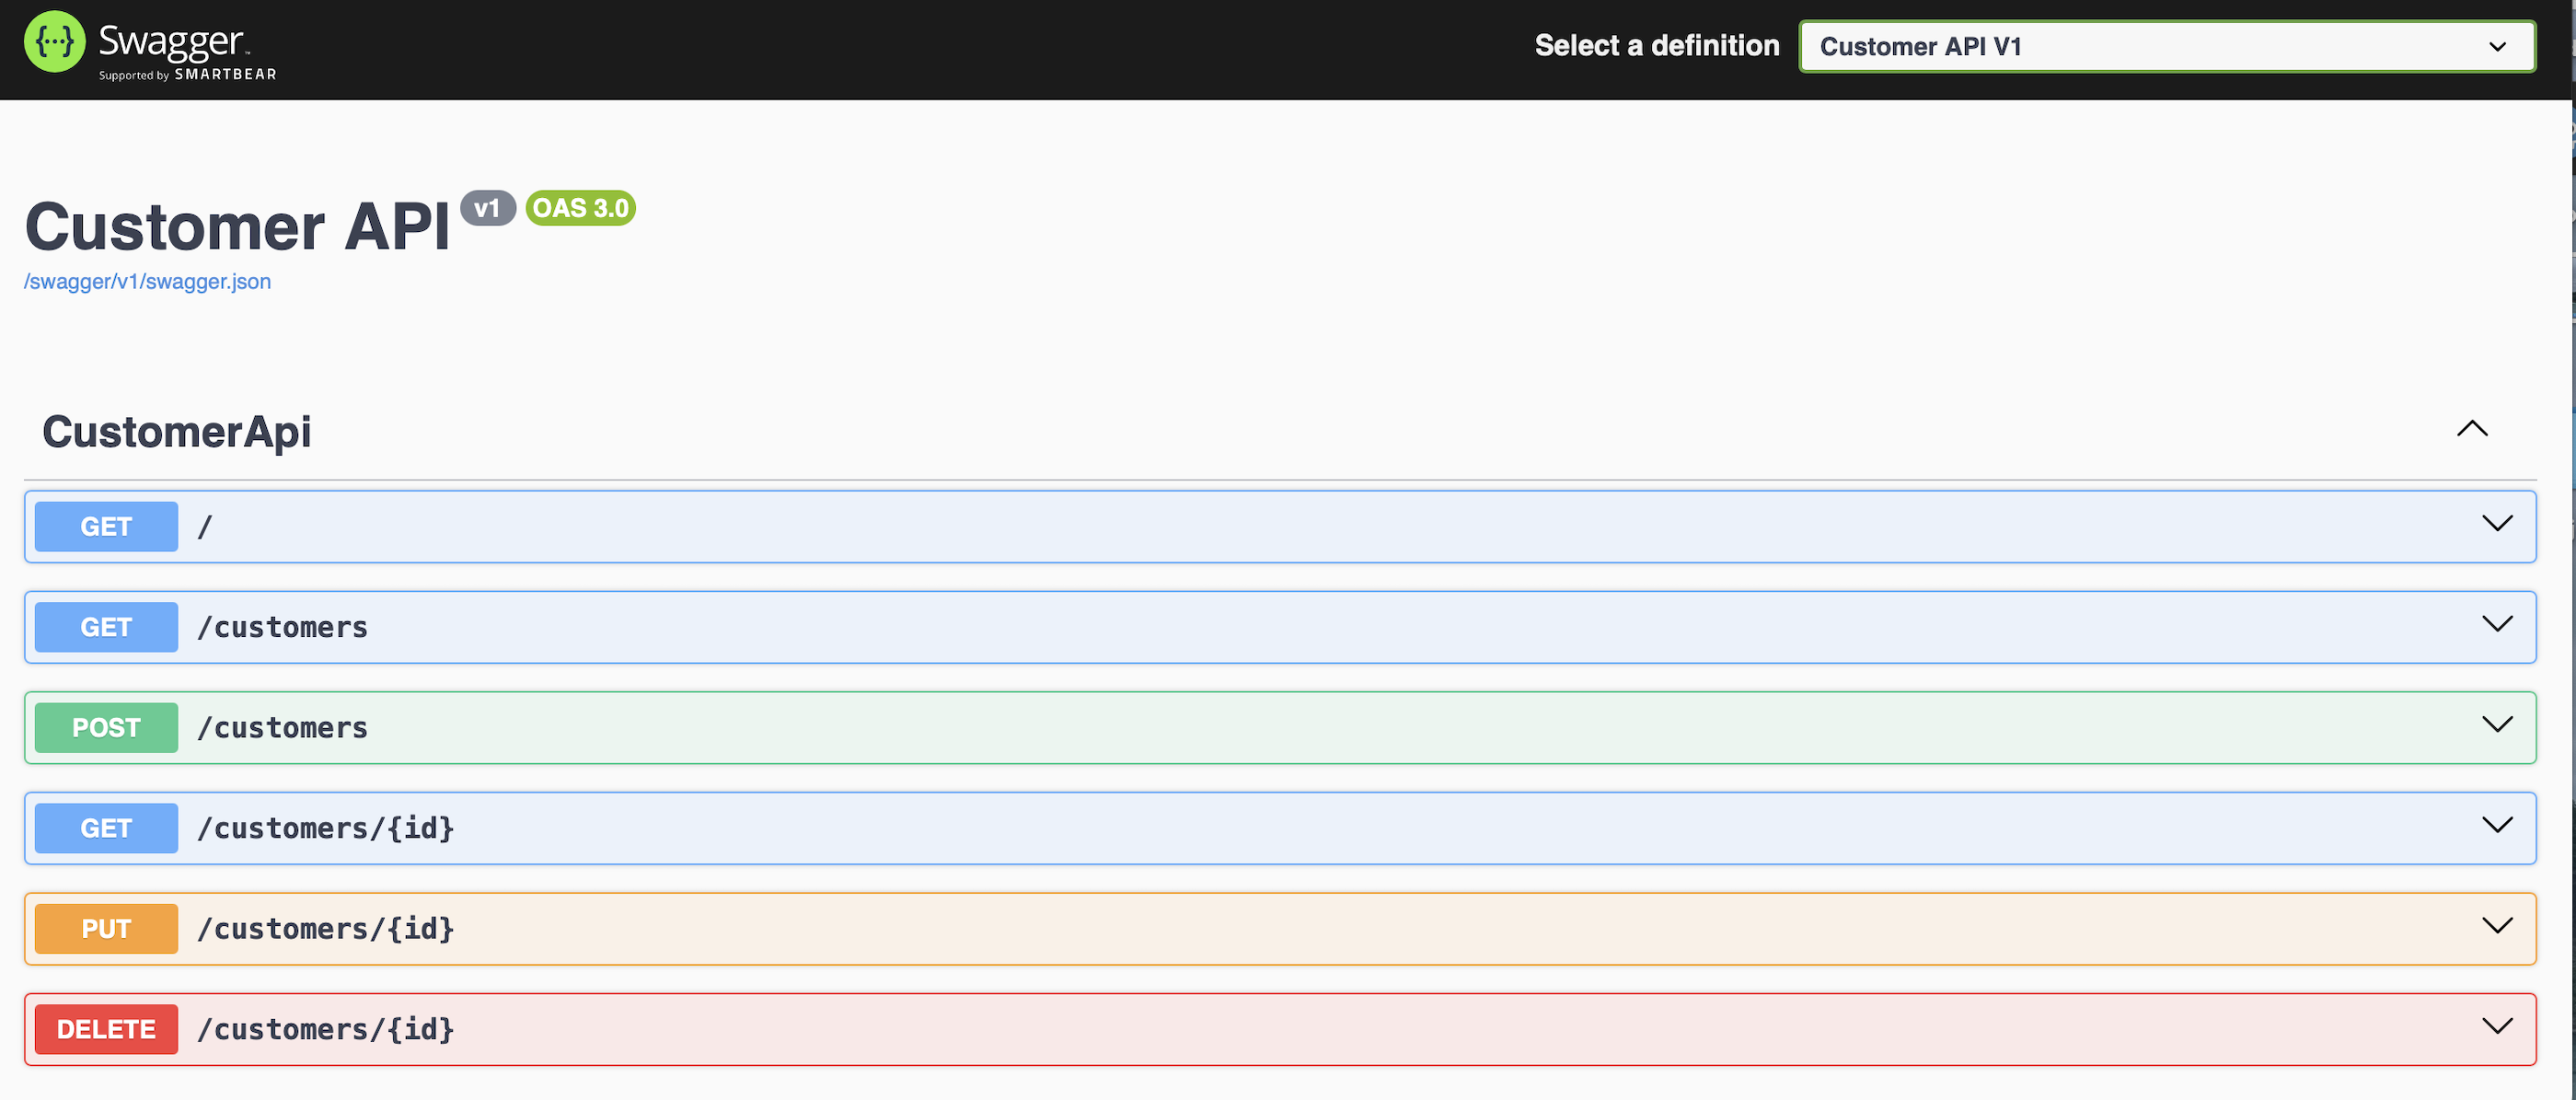 {...} Swagger
Supported by SMARTBEAR
Select a definition
Customer API V1
Customer API v1 OAS 3.0
/swagger/v1/swagger.json
CustomerApi
GET /
GET /customers
POST /customers
GET /customers/{id}
PUT /customers/{id}
DELETE /customers/{id}